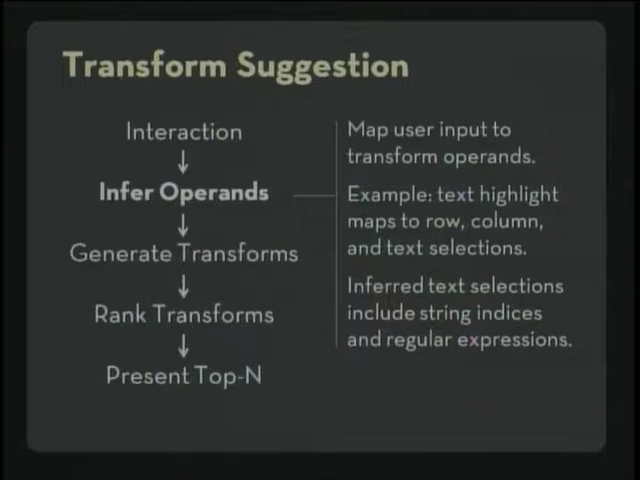 Transform Suggestion
Interaction
Infer Operands
Generate Transforms
Rank Transforms
Present Top-N
Map user input to
transform operands.
Example: text highlight
maps to row, column,
and text selections.
Inferred text selections
include string indices
and regular expressions.